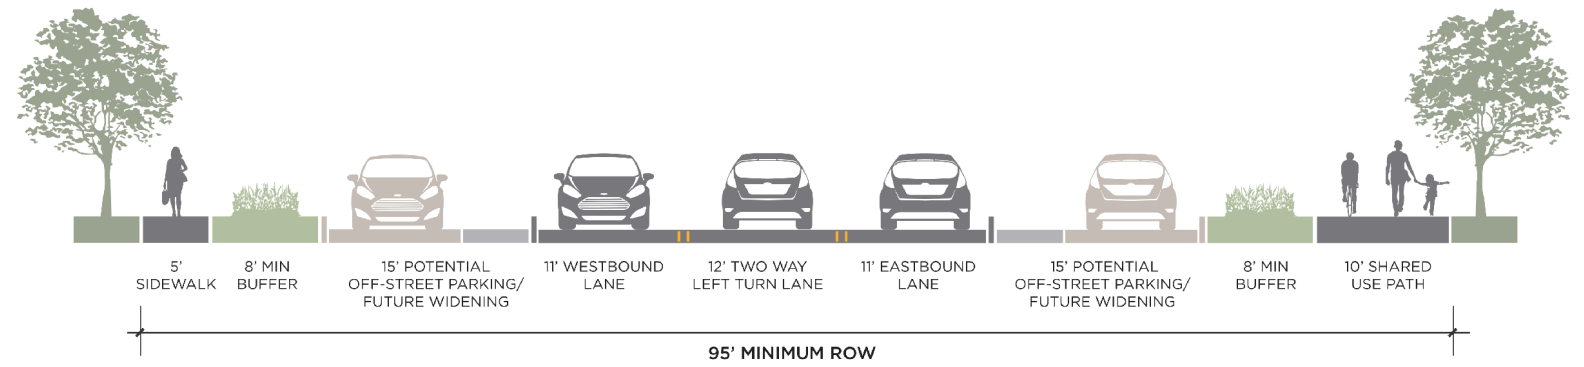 5’
SIDEWALK
8’ MIN
BUFFER
15’ POTENTIAL
OFF-STREET PARKING/
FUTURE WIDENING
11’ WESTBOUND
LANE
12’ TWO WAY
LEFT TURN LANE
11’ EASTBOUND
LANE
15’ POTENTIAL
OFF-STREET PARKING/
FUTURE WIDENING
8’ MIN
BUFFER
10’ SHARED
USE PATH
95’ MINIMUM ROW